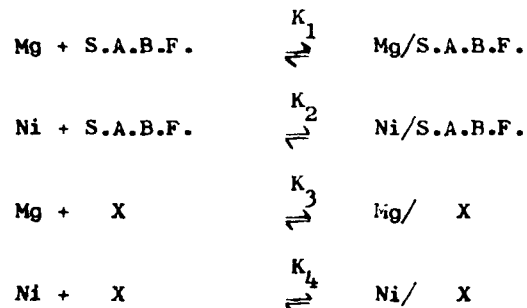 K1
Mg + S.A.B.F. ⇌ Mg/S.A.B.F.
K2
Ni + S.A.B.F. ⇌ Ni/S.A.B.F.
K3
Mg + X ⇌ Mg/ X
K4
Ni + X ⇌ Ni/ X